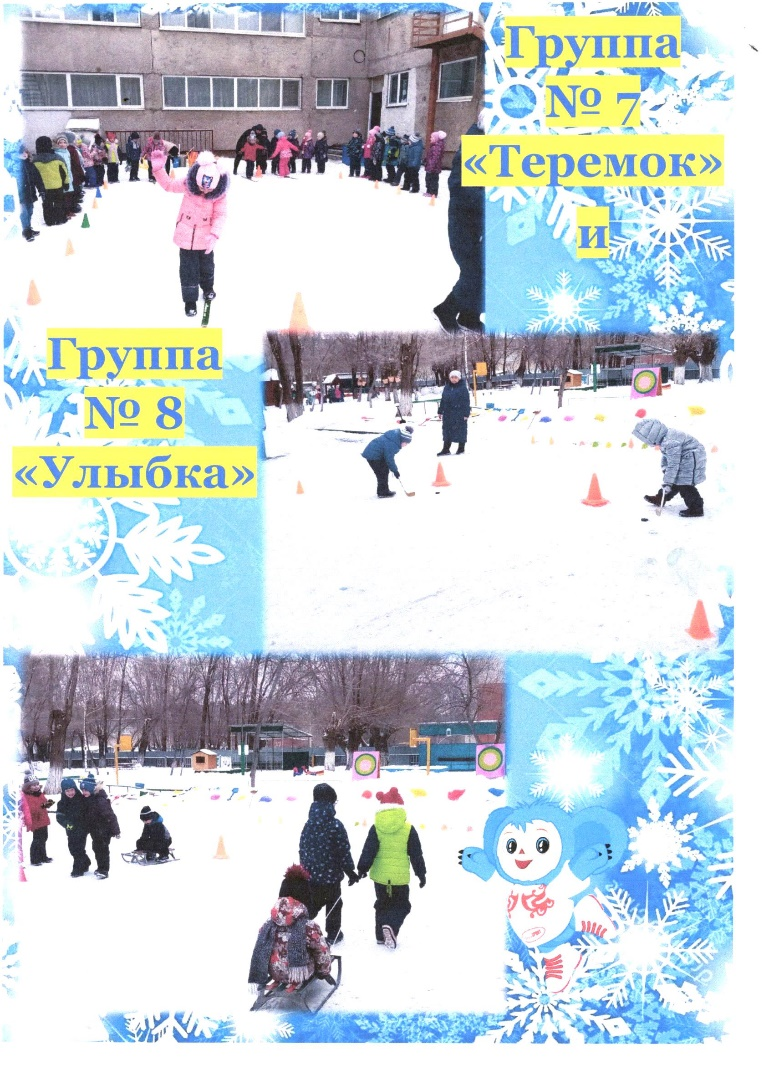 Группа
№ 7
«Теремок»
и
Группа
№ 8
«Улыбка»